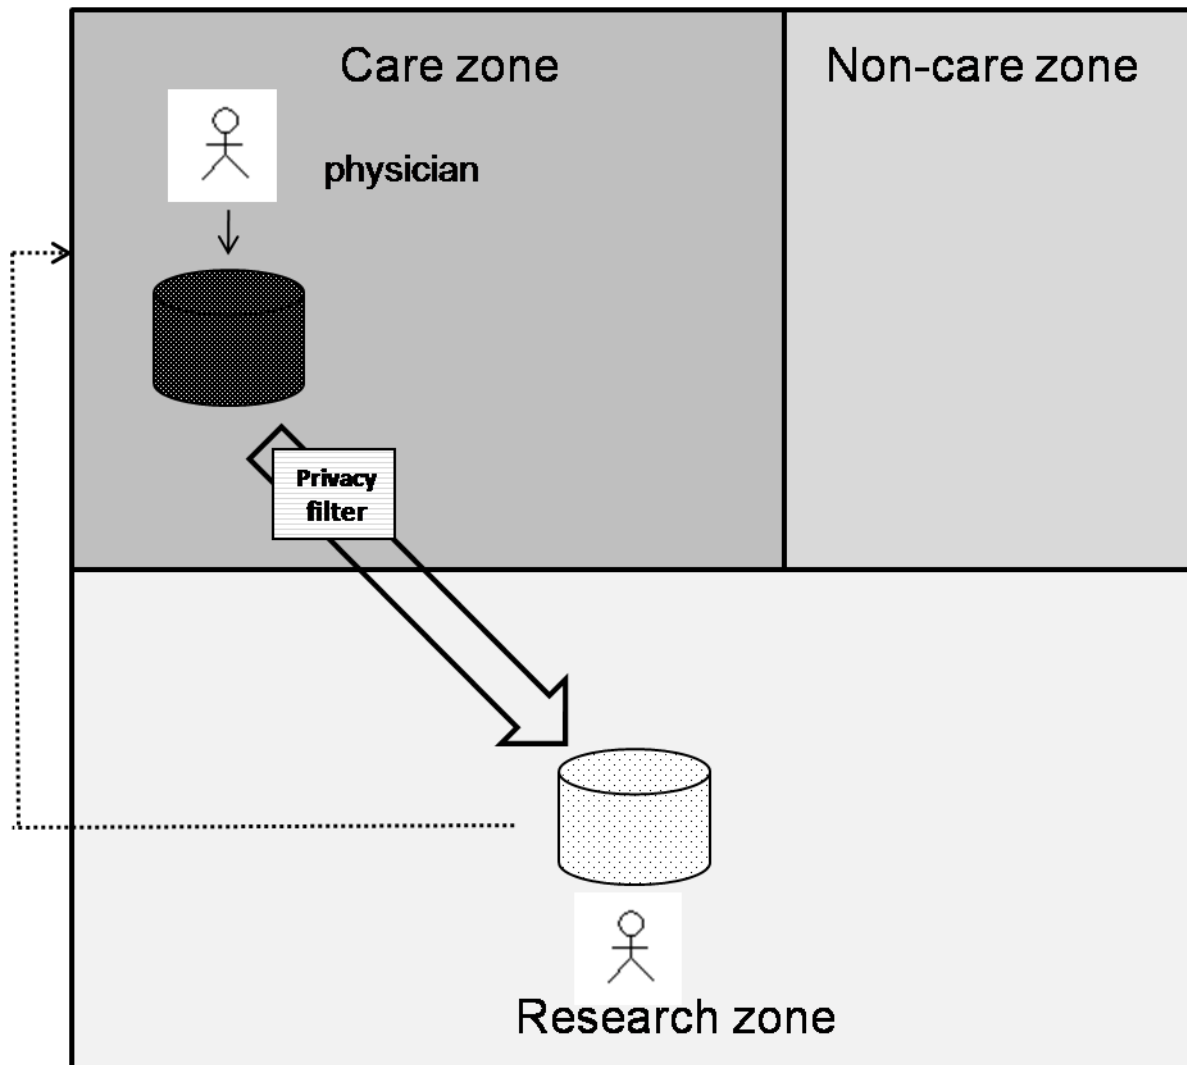 Care zone
Non-care zone
physician
Privacy
filter
Research zone